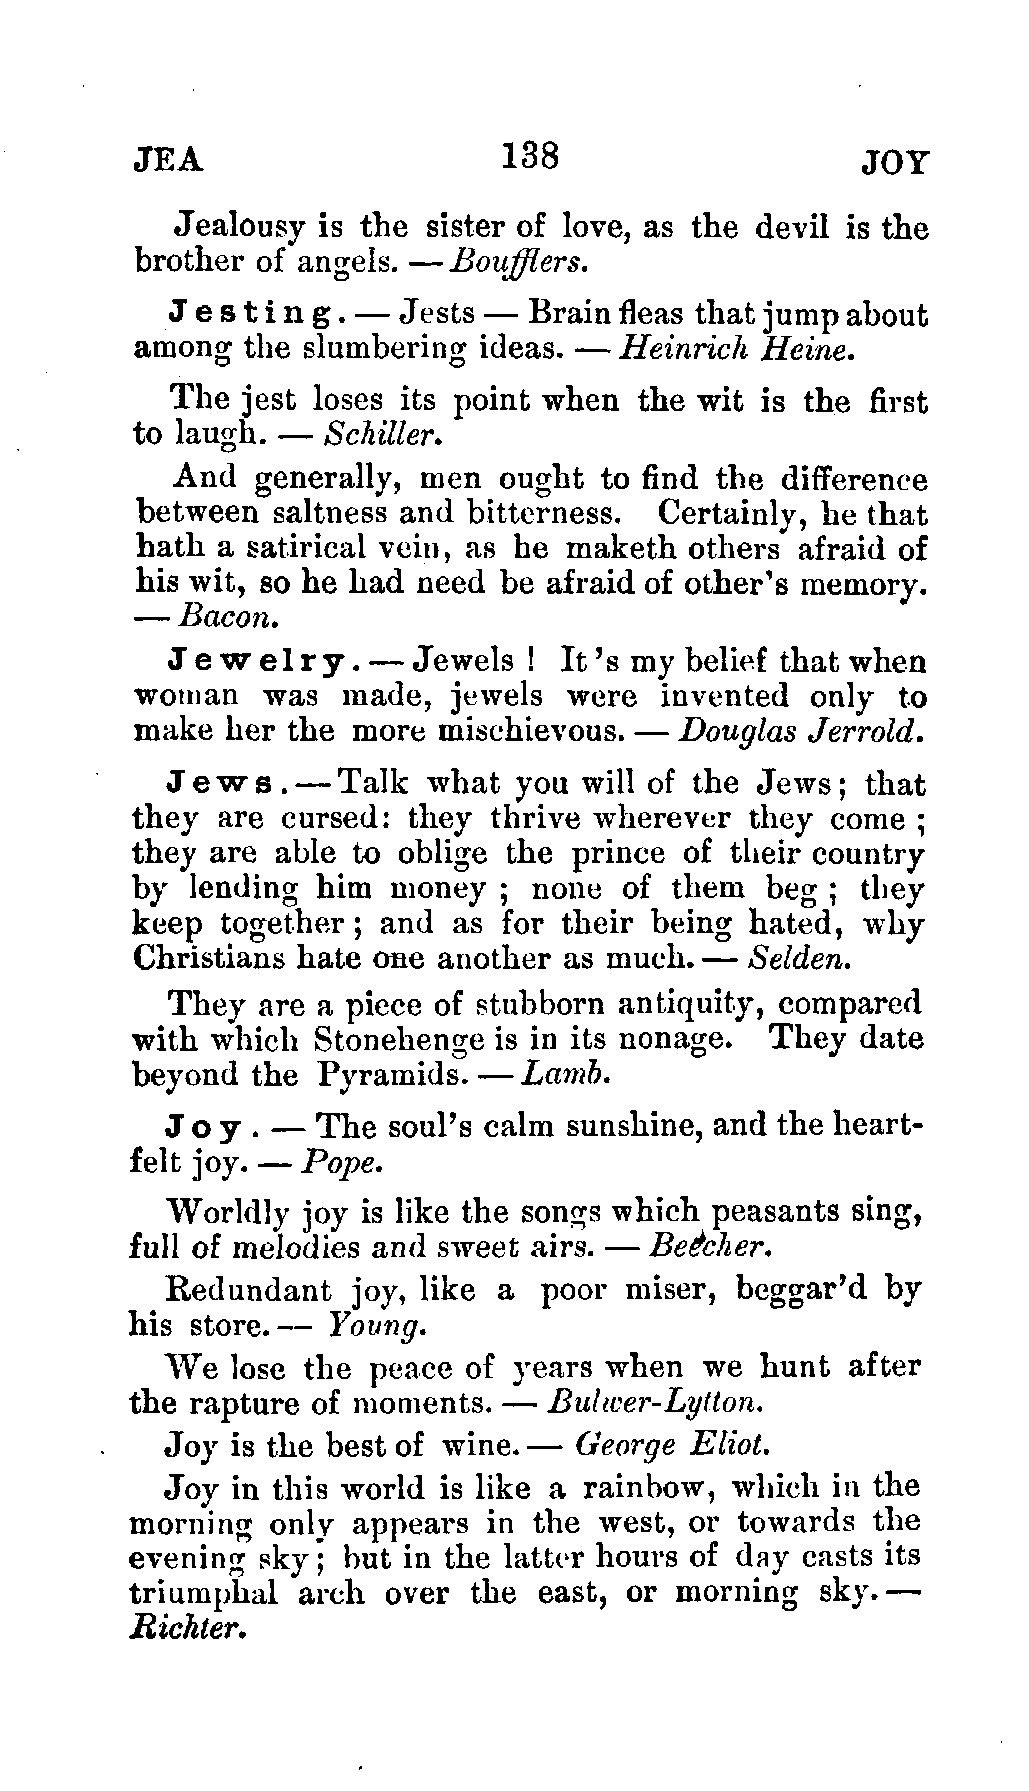 JEA 138 JOY
Jealousy is the sister of love, as the devil is the
brother of angels. — Boufflers.
Jesting. — Jests — Brain fleas that jump about
among the slumbering ideas. — Heinrich Heine.
The jest loses its point when the wit is the first
to laugh. — Schiller.
And generally, men ought to find the difference
between saltness and bitterness. Certainly, he that
hath a satirical vein, as he maketh others afraid of
his wit, so he had need be afraid of other's memory.
— Bacon.
Jewelry. — Jewels ! It's my belief that when
woman was made, jewels were invented only to
make her the more mischievous. — Douglas Jerrold.
Jews. — Talk what you will of the Jews; that
they are cursed: they thrive wherever they come ;
they are able to oblige the prince of their country
by lending him money ; none of them beg ; they
keep together ; and as for their being hated, why
Christians hate one another as much. — Selden.
They are a piece of stubborn antiquity, compared
with which Stonehenge is in its nonage. They date
beyond the Pyramids. — Lamb.
Joy. — The soul's calm sunshine, and the heart-
felt joy. — Pope.
Worldly joy is like the songs which peasants sing,
full of melodies and sweet airs. — Beecher.
Redundant joy, like a poor miser, beggar'd by
his store. — Young.
We lose the peace of years when we hunt after
the rapture of moments. — Bulwer-Lytton.
Joy is the best of wine. — George Eliot.
Joy in this world is like a rainbow, which in the
morning only appears in the west, or towards the
evening sky ; but in the latter hours of day casts its
triumphal arch over the east, or morning sky. —
Richter.